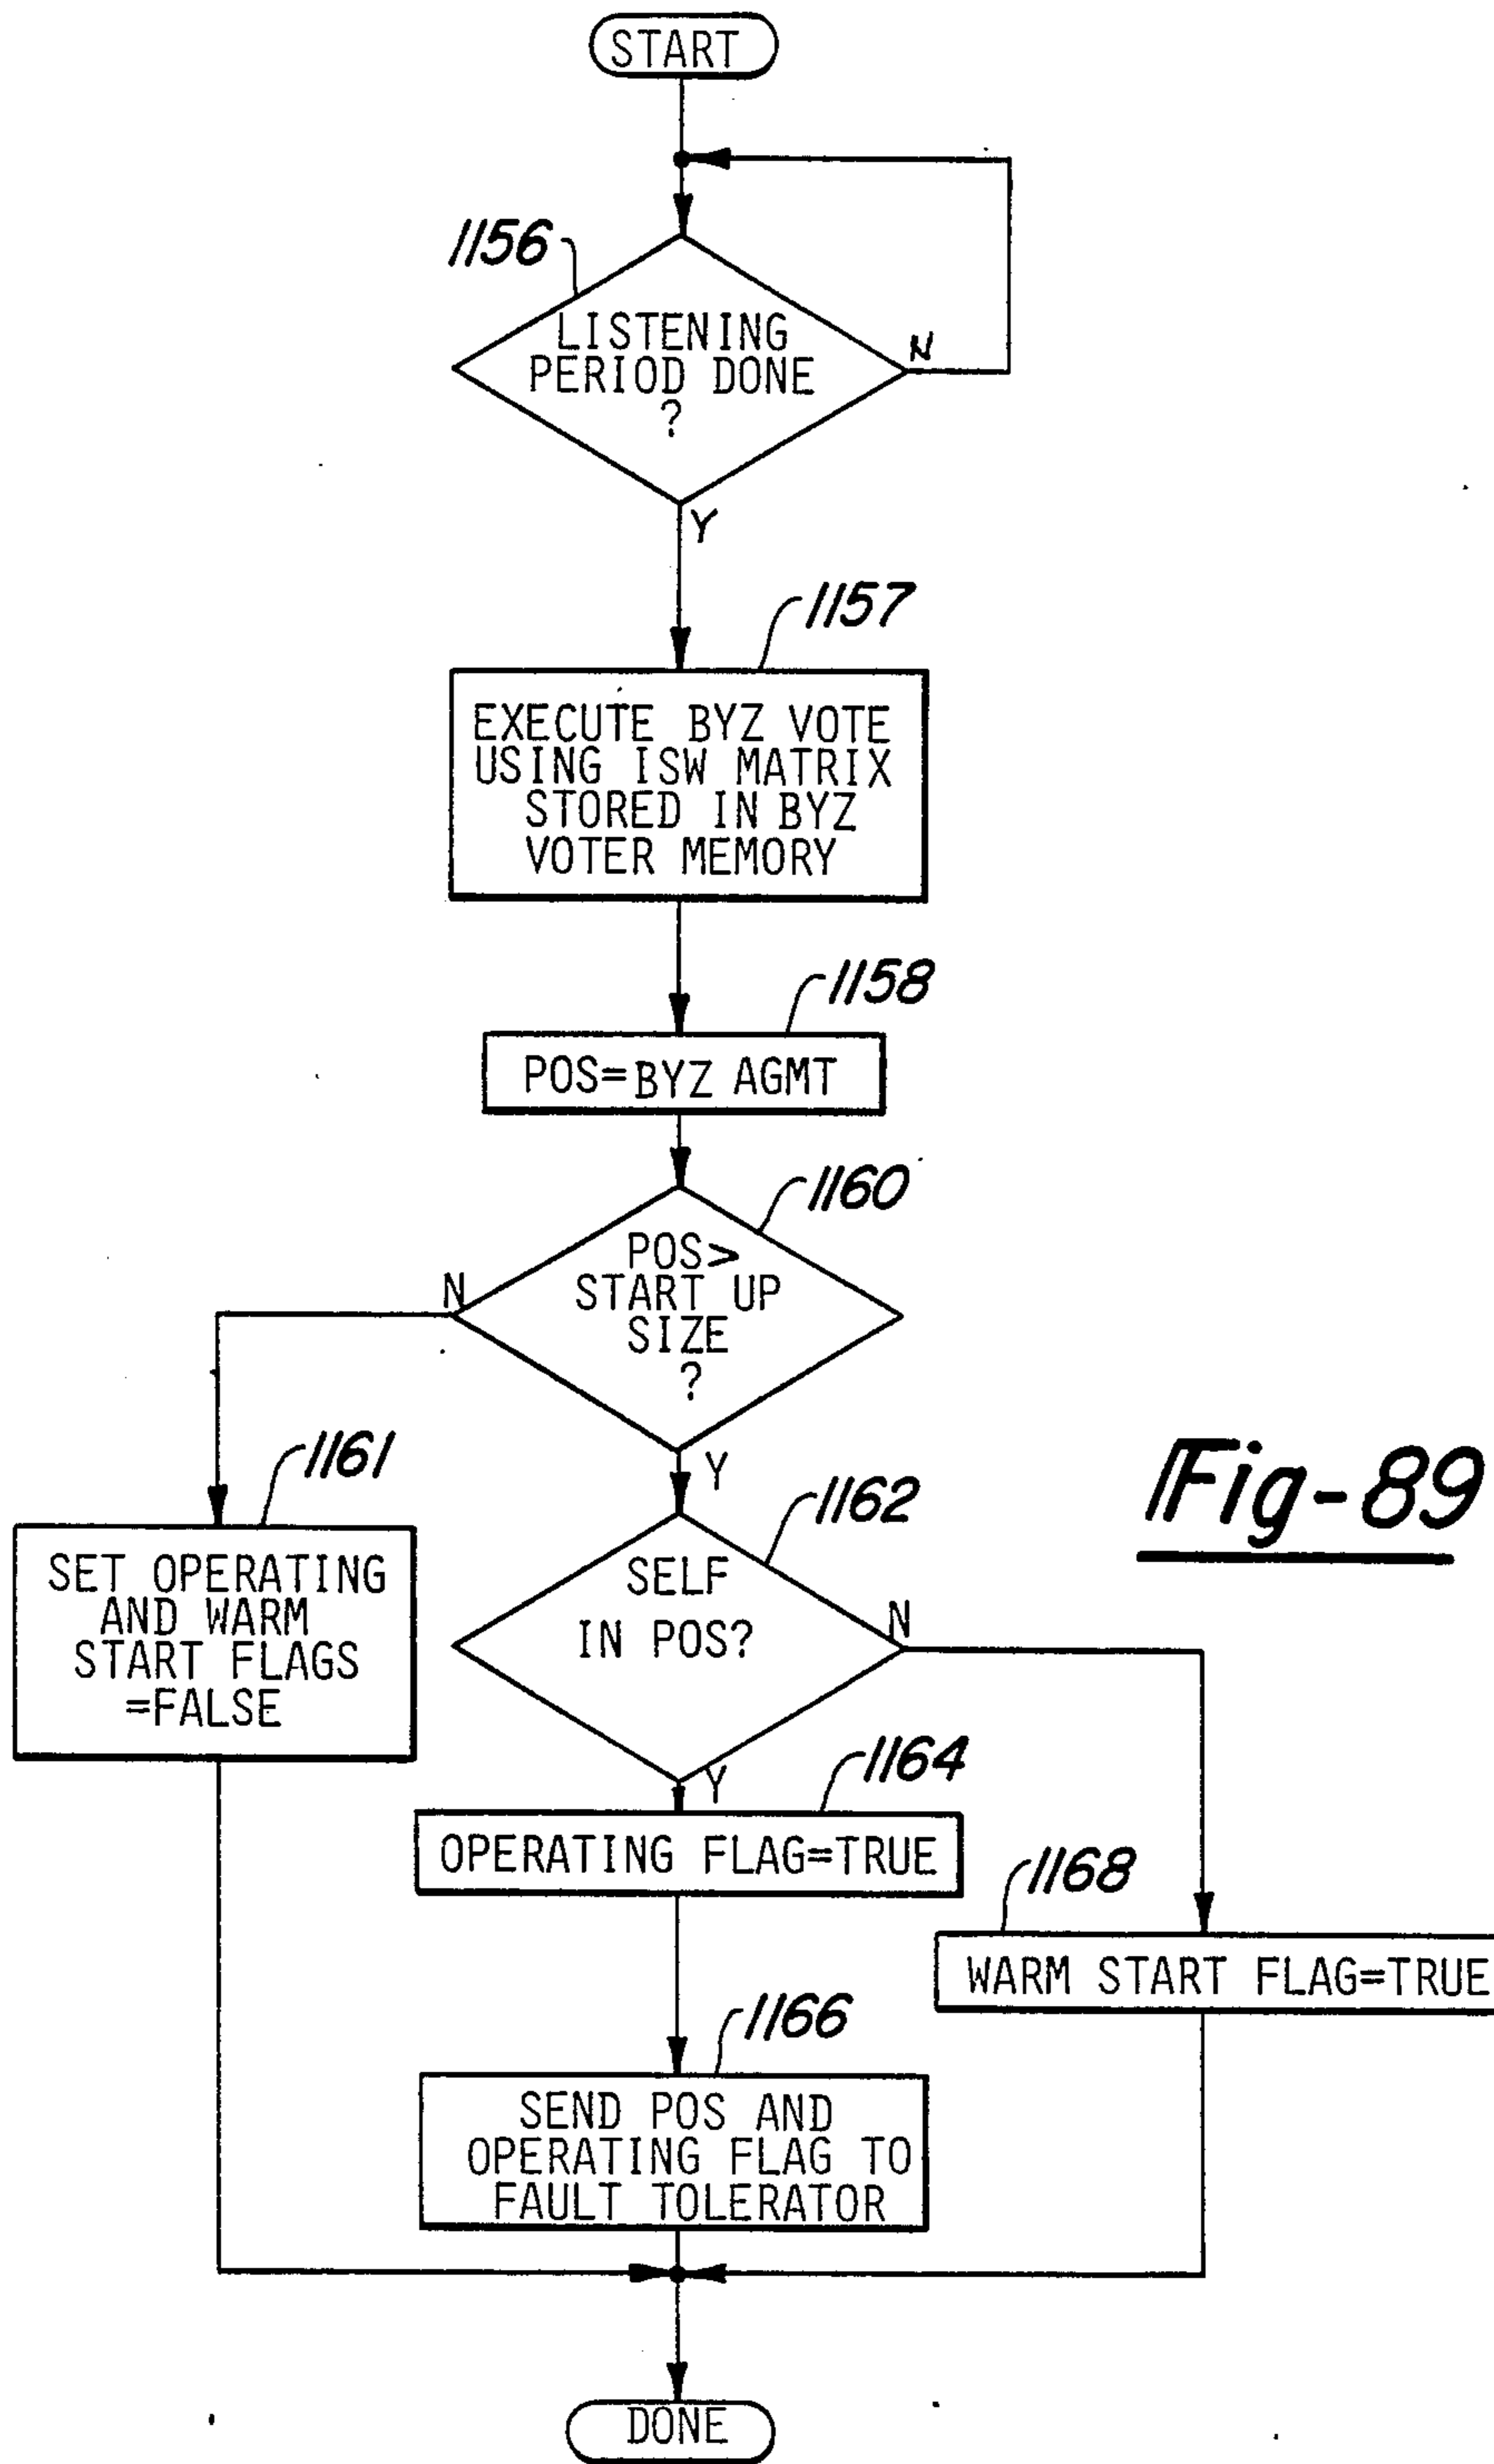 START
1156
LISTENING
PERIOD DONE
?
N
Y
1157
EXECUTE BYZ VOTE
USING ISW MATRIX
STORED IN BYZ
VOTER MEMORY
1158
POS=BYZ AGMT
1160
POS>
START UP
SIZE
?
N
Y
1161
SET OPERATING
AND WARM
START FLAGS
=FALSE
1162
SELF
IN POS?
N
Y
Fig-89
1164
OPERATING FLAG=TRUE
1168
WARM START FLAG=TRUE
1166
SEND POS AND
OPERATING FLAG TO
FAULT TOLERATOR
DONE